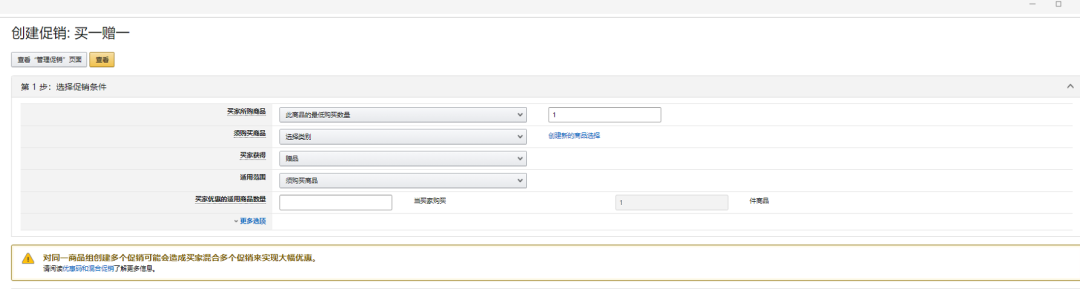 创建促销: 买一赠一
查看“管理促销”页面 查看
第 1 步: 选择促销条件
买家所购商品 此商品的最低购买数量 1
须购买商品 选择类别 创建新的商品选择
买家获得 赠品
适用范围 须购买商品
买家优惠的适用商品数量 当买家购买 1 件商品
更多选项
对同一商品组创建多个促销可能会造成买家混合多个促销来实现大幅优惠。
请阅读优惠码和混合促销了解更多信息。